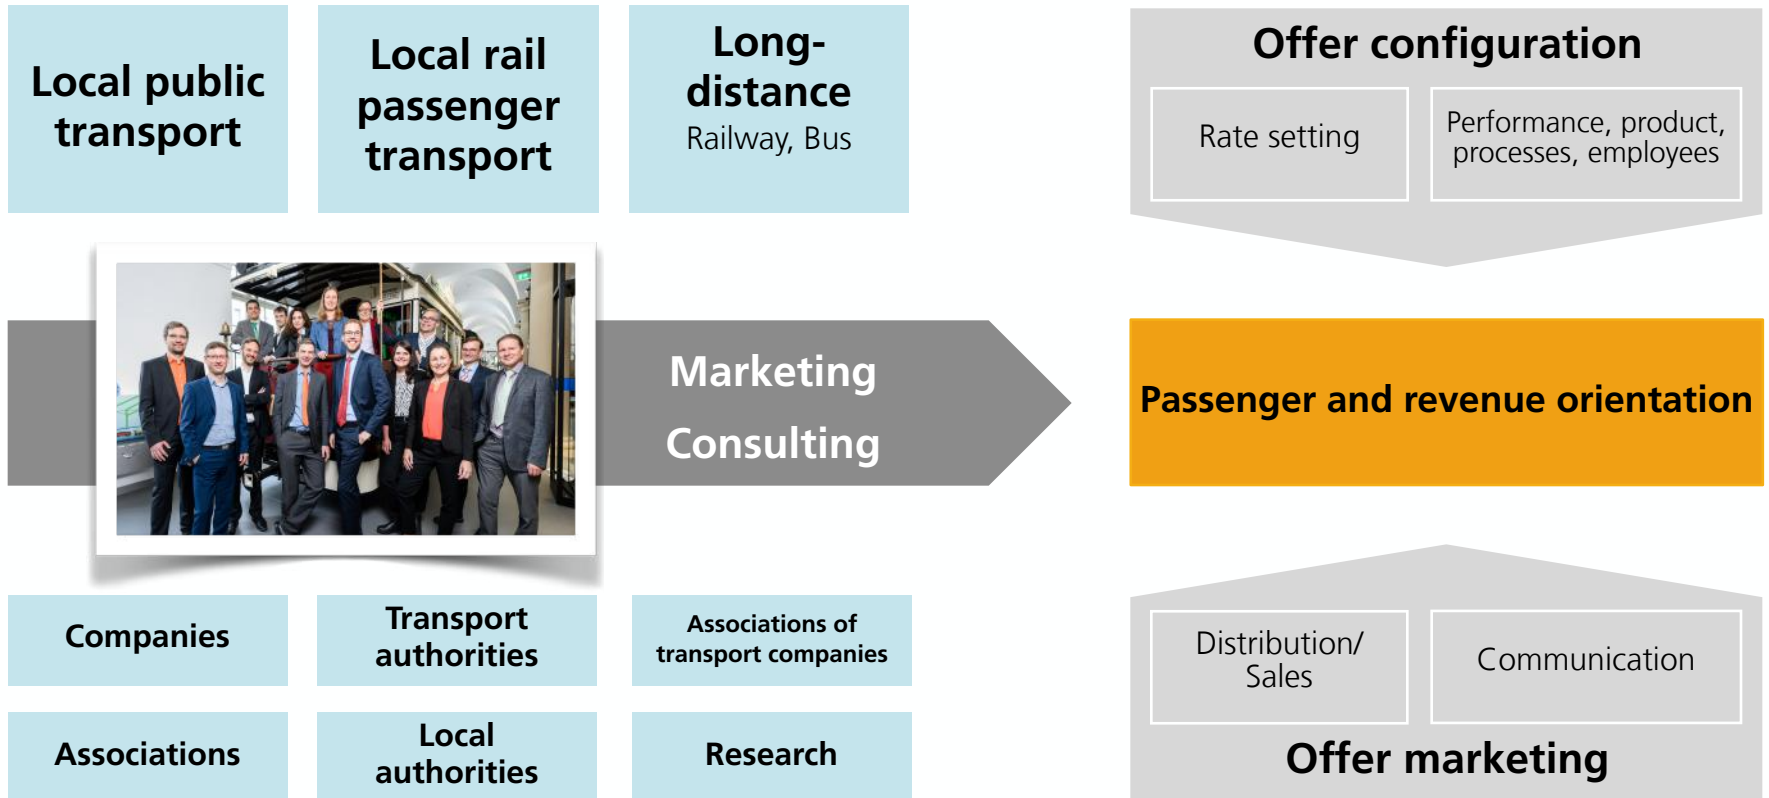 Local public
transport
Local rail
passenger
transport
Long-
distance
Railway, Bus
Offer configuration
Rate setting
Performance, product,
processes, employees
Marketing
Consulting
Passenger and revenue orientation
Companies
Transport
authorities
Associations of
transport companies
Associations
Local
authorities
Research
Distribution/
Sales
Communication
Offer marketing